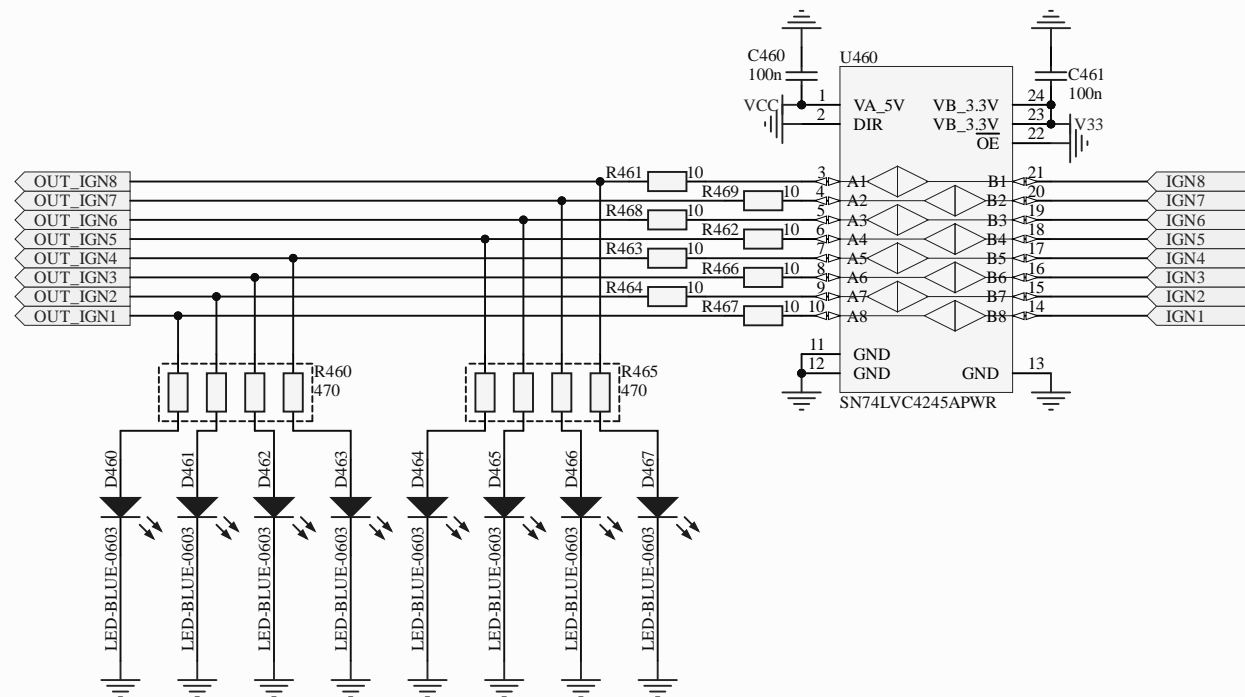 U460
C460
100n
C461
100n
VCC
1
VA_5V
VB_3.3V
24
2
DIR
VB_3.3V
23
V33
OE
22
OUT_IGN8
R461
10
3
A1
B1
21
IGN8
OUT_IGN7
R469
10
4
A2
B2
20
IGN7
OUT_IGN6
R468
10
5
A3
B3
19
IGN6
OUT_IGN5
R462
10
6
A4
B4
18
IGN5
OUT_IGN4
R463
10
7
A5
B5
17
IGN4
OUT_IGN3
R466
10
8
A6
B6
16
IGN3
OUT_IGN2
R464
10
9
A7
B7
15
IGN2
OUT_IGN1
R467
10
10
A8
B8
14
IGN1
11
GND
12
GND
GND
13
SN74LVC4245APWR
R460
470
R465
470
D460
D461
D462
D463
D464
D465
D466
D467
LED-BLUE-0603
LED-BLUE-0603
LED-BLUE-0603
LED-BLUE-0603
LED-BLUE-0603
LED-BLUE-0603
LED-BLUE-0603
LED-BLUE-0603